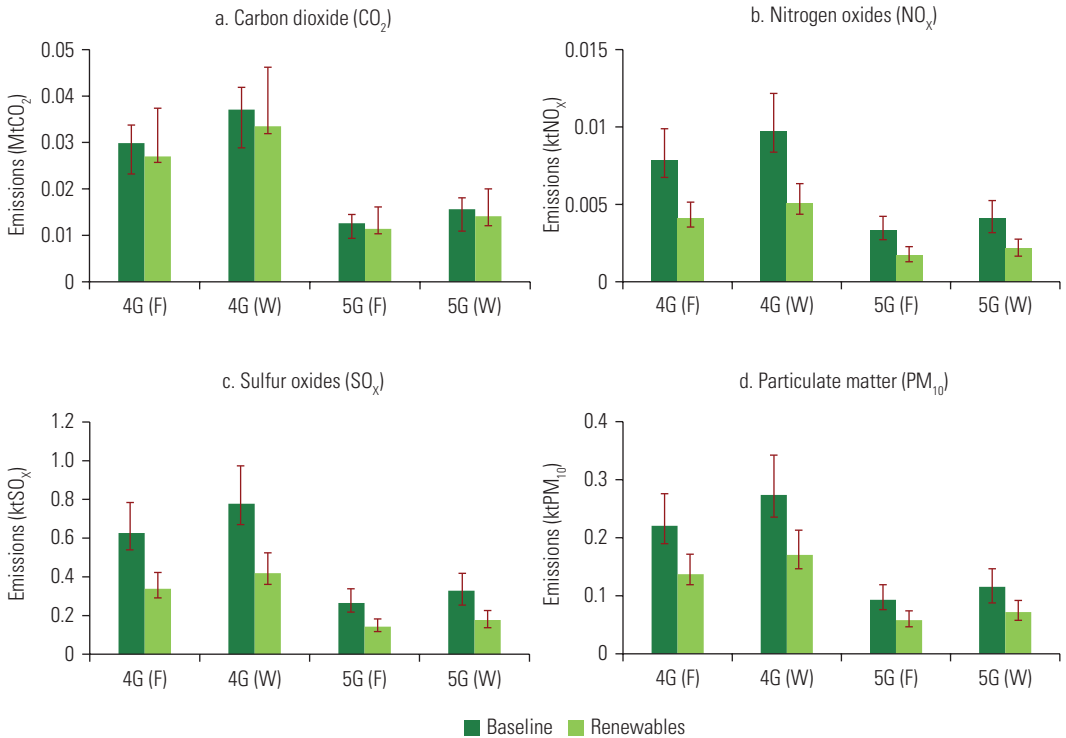 a. Carbon dioxide (CO₂)
Emissions (MtCO₂)
0.05
0.04
0.03
0.02
0.01
0
4G (F) 4G (W) 5G (F) 5G (W)
b. Nitrogen oxides (NOₓ)
Emissions (ktNOₓ)
0.015
0.01
0.005
0
4G (F) 4G (W) 5G (F) 5G (W)
c. Sulfur oxides (SOₓ)
Emissions (ktSOₓ)
1.2
1.0
0.8
0.6
0.4
0.2
0
4G (F) 4G (W) 5G (F) 5G (W)
d. Particulate matter (PM₁₀)
Emissions (ktPM₁₀)
0.4
0.3
0.2
0.1
0
4G (F) 4G (W) 5G (F) 5G (W)
Baseline Renewables